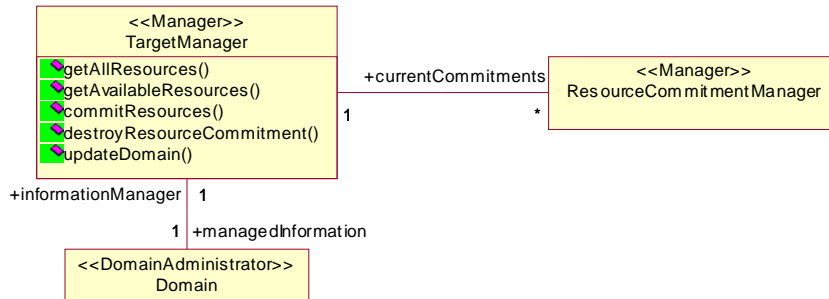 <<Manager>>
TargetManager
getAllResources()
getAvailableResources()
commitResources()
destroyResourceCommitment()
updateDomain()
+currentCommitments
1
*
<<Manager>>
ResourceCommitmentManager
+informationManager
1
1
+managedInformation
<<DomainAdministrator>>
Domain